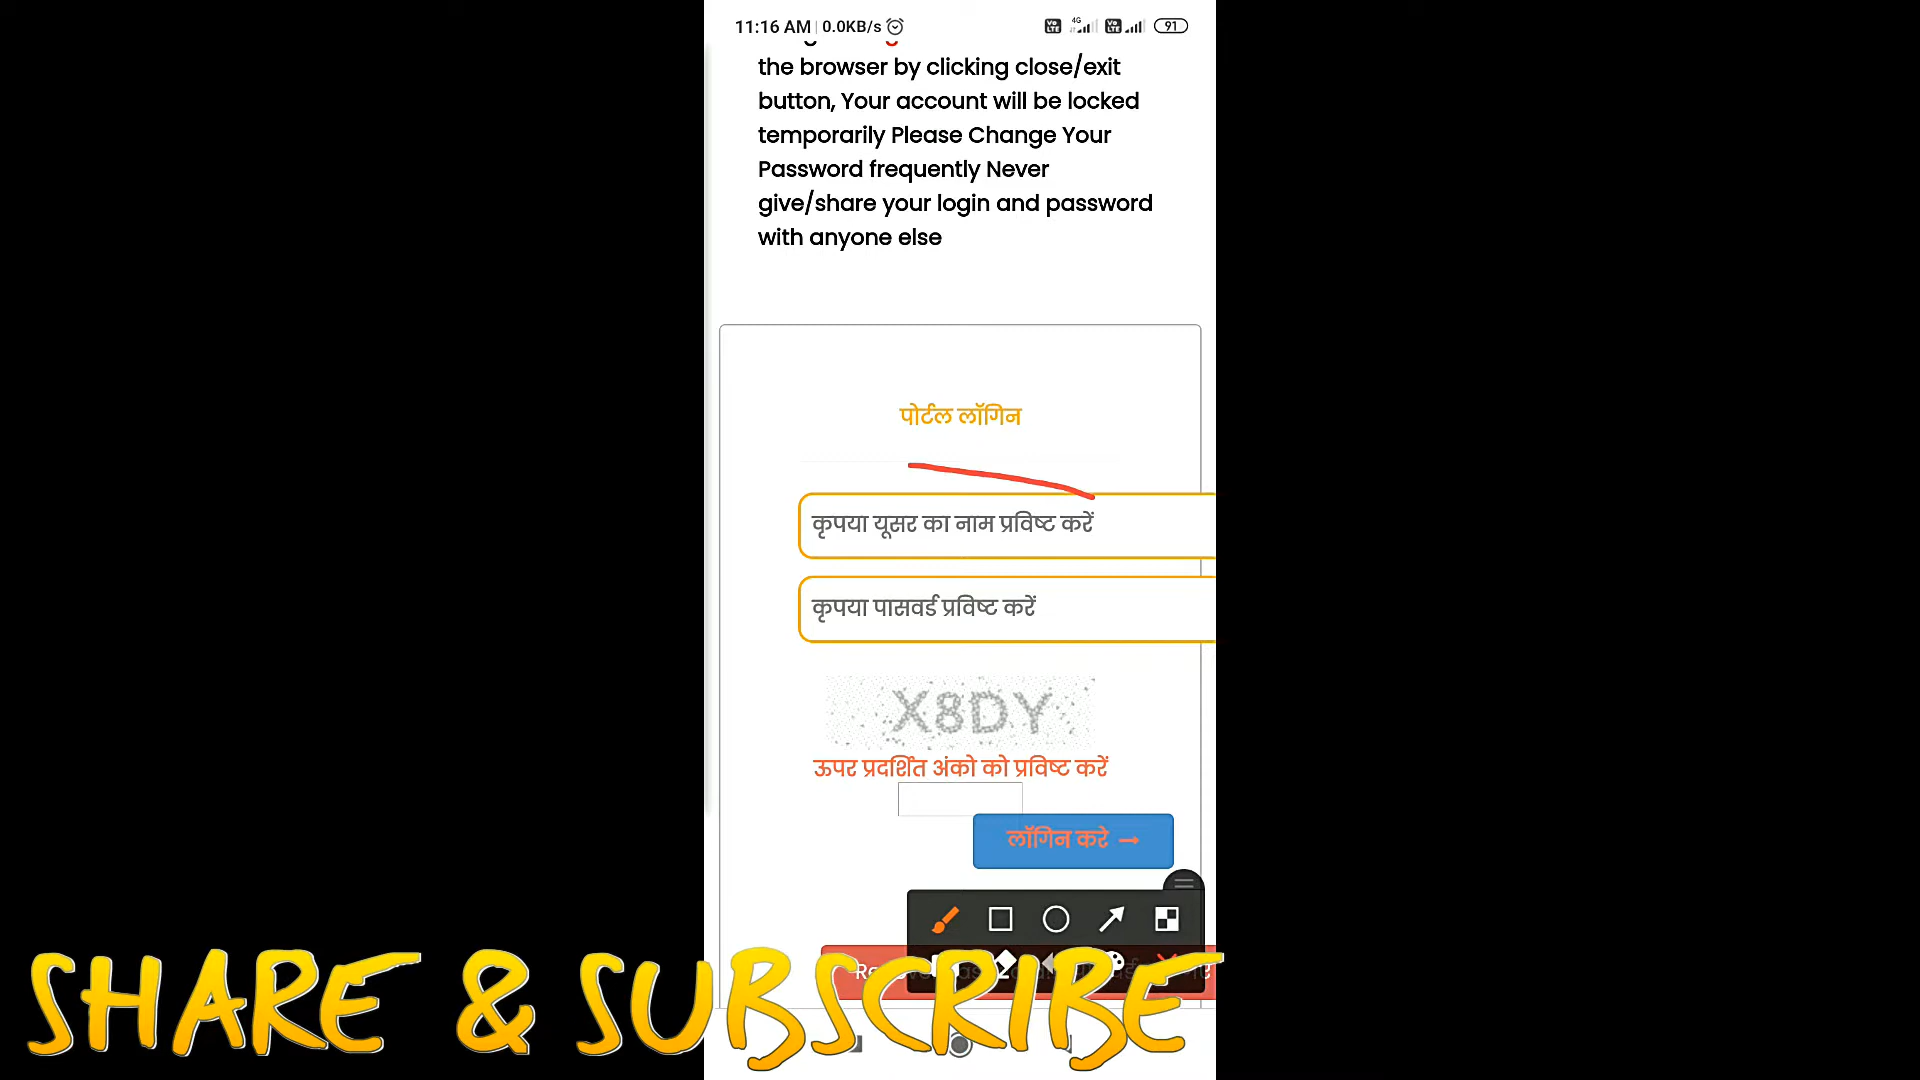 11:16 AM 0.0KB/s 4G 91
the browser by clicking close/exit
button, Your account will be locked
temporarily Please Change Your
Password frequently Never
give/share your login and password
with anyone else
पोर्टल लॉगिन
कृपया यूसर का नाम प्रविष्ट करें
कृपया पासवर्ड प्रविष्ट करें
X8DY
ऊपर प्रदर्शित अंको को प्रविष्ट करें
लॉगिन करे →
SHARE & SUBSCRIBE